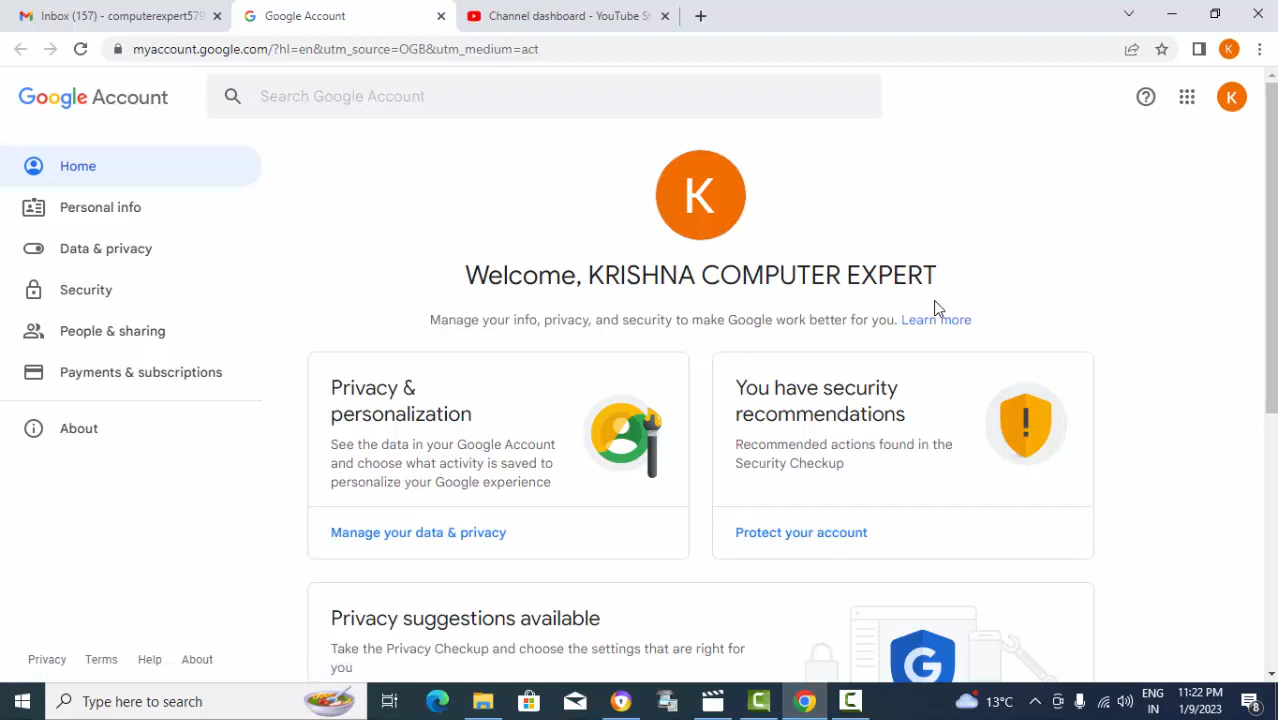 Inbox (157) - computerexpert579
Google Account
Channel dashboard - YouTube St
myaccount.google.com/?hl=en&utm_source=OGB&utm_medium=act
K
Google Account
Search Google Account
K
Home
Personal info
Data & privacy
Security
People & sharing
Payments & subscriptions
About
K
Welcome, KRISHNA COMPUTER EXPERT
Manage your info, privacy, and security to make Google work better for you. Learn more
Privacy &
personalization
See the data in your Google Account
and choose what activity is saved to
personalize your Google experience
Manage your data & privacy
You have security
recommendations
Recommended actions found in the
Security Checkup
Protect your account
Privacy suggestions available
Take the Privacy Checkup and choose the settings that are right for
you
G
Privacy Terms Help About
Type here to search
13°C
ENG
IN
11:22 PM
1/9/2023
8